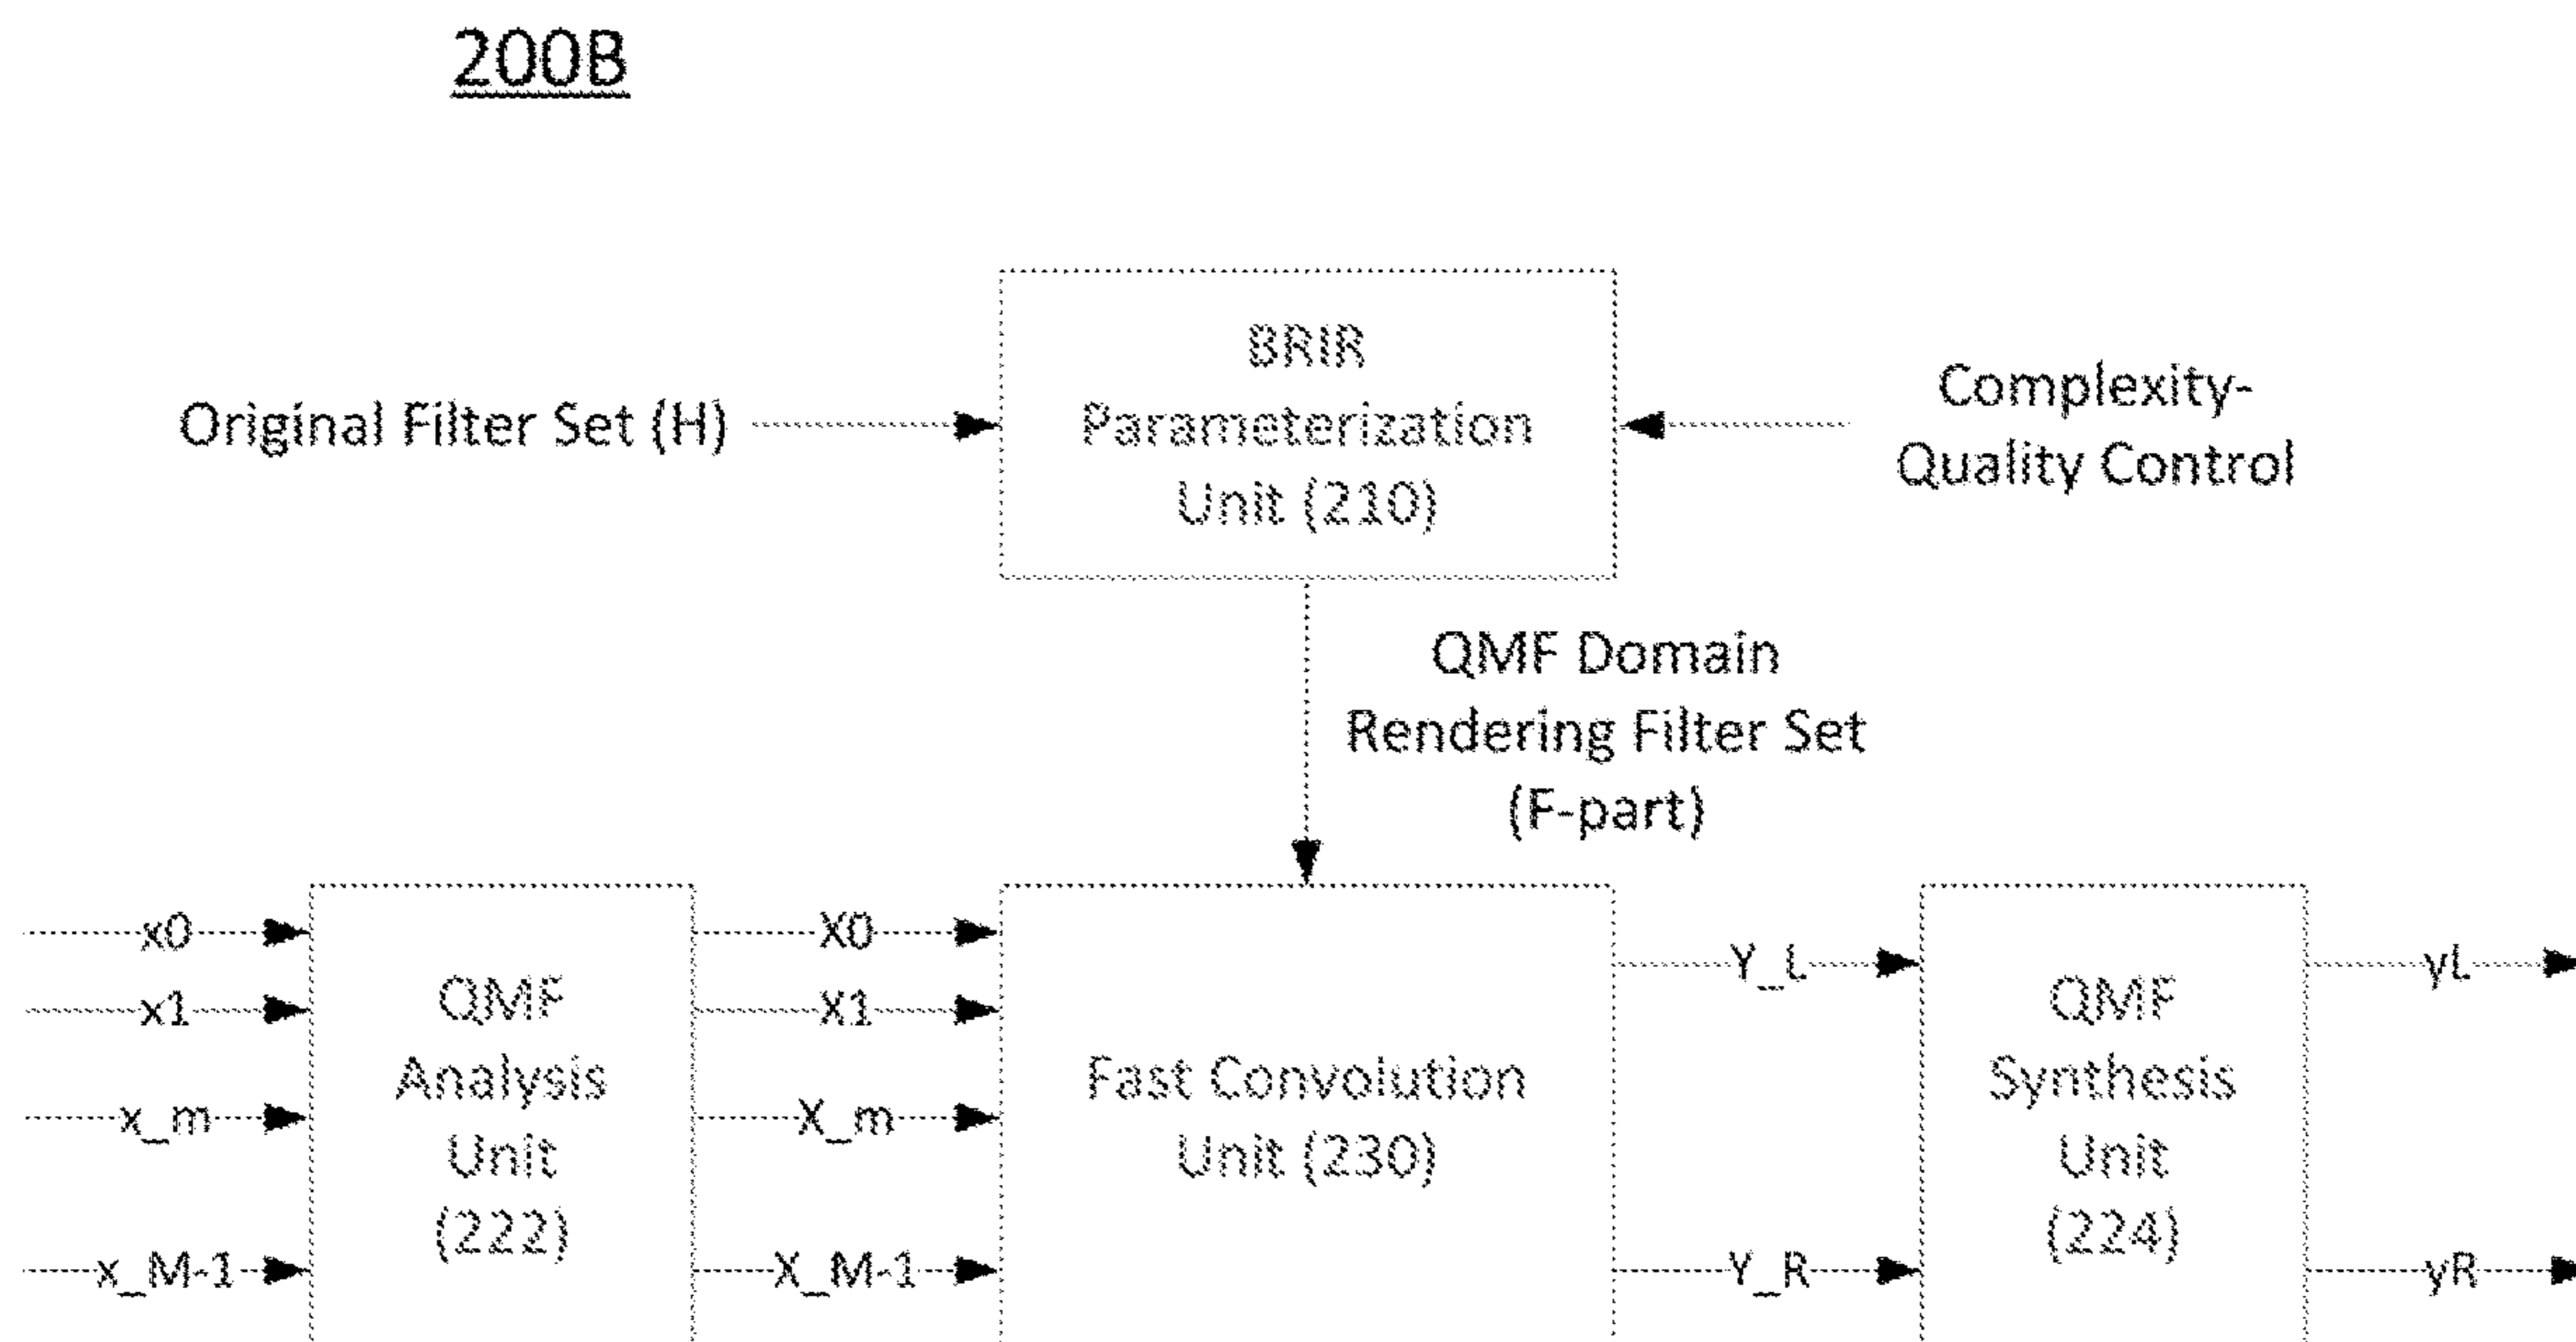 200B
BRIR
Parameterization
Unit (210)
Original Filter Set (H)
Complexity-
Quality Control
QMF Domain
Rendering Filter Set
(F-part)
x0
x1
x_m
x_M-1
QMF
Analysis
Unit
(222)
X0
X1
X_m
X_M-1
Fast Convolution
Unit (230)
Y_L
Y_R
QMF
Synthesis
Unit
(224)
yL
yR